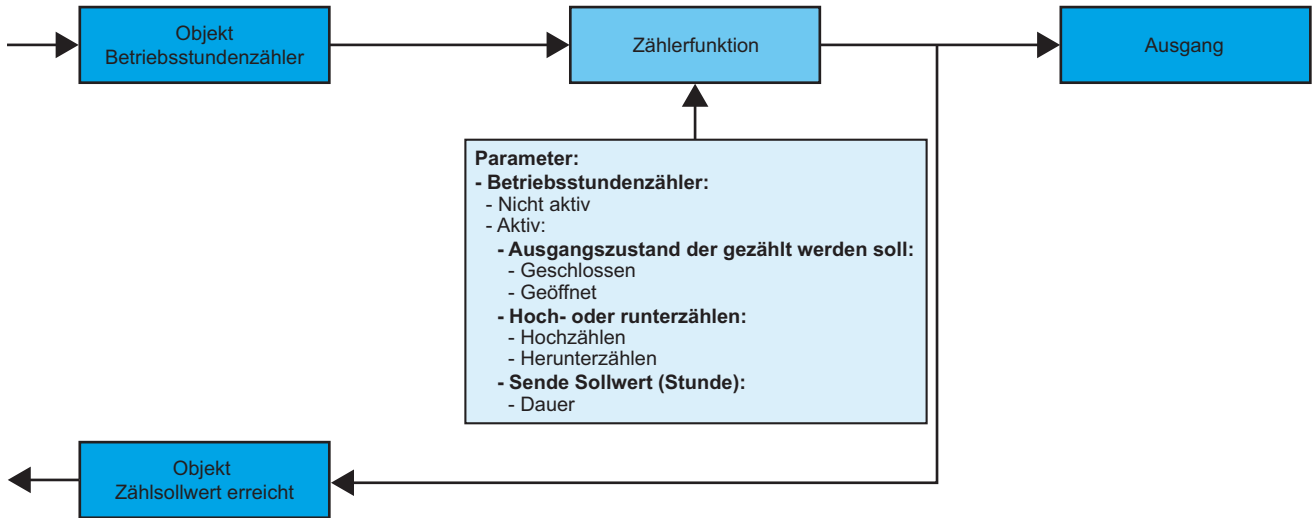 Objekt
Betriebsstundenzähler
Zählerfunktion
Ausgang
Parameter:
- Betriebsstundenzähler:
- Nicht aktiv
- Aktiv:
- Ausgangszustand der gezählt werden soll:
- Geschlossen
- Geöffnet
- Hoch- oder runterzählen:
- Hochzählen
- Herunterzählen
- Sende Sollwert (Stunde):
- Dauer
Objekt
Zählsollwert erreicht